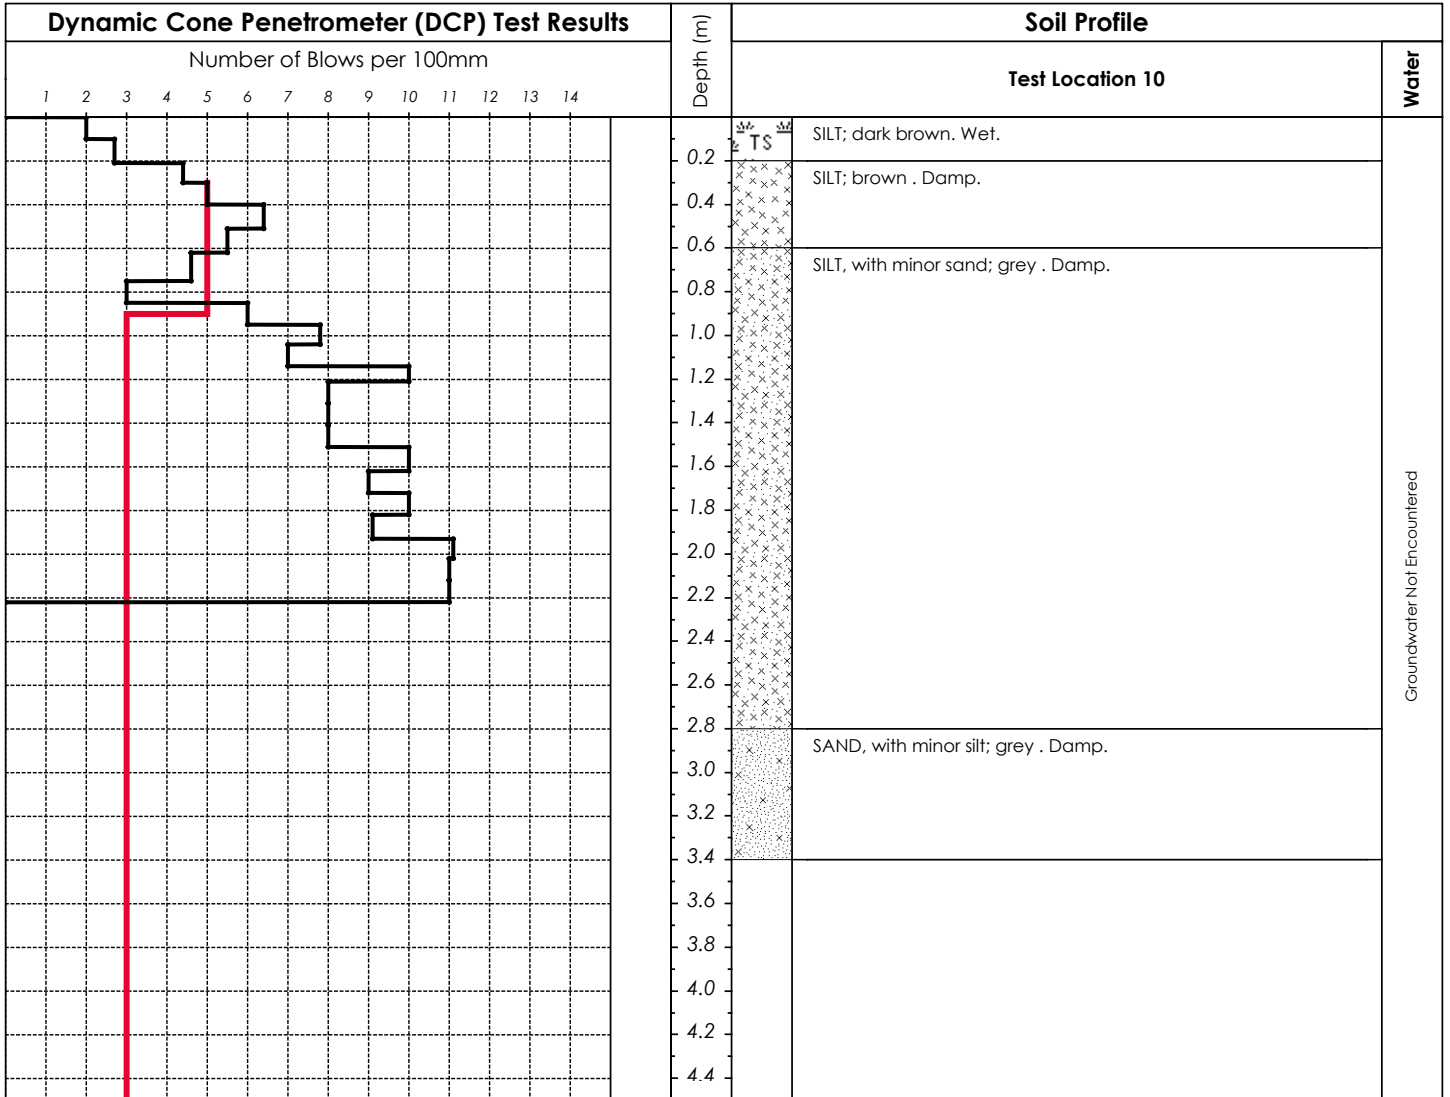 Dynamic Cone Penetrometer (DCP) Test Results
Number of Blows per 100mm
1 2 3 4 5 6 7 8 9 10 11 12 13 14
Depth (m)
Soil Profile
Test Location 10
Water
TS
SILT; dark brown. Wet.
0.2
SILT; brown . Damp.
0.4
0.6
SILT, with minor sand; grey . Damp.
0.8
1.0
1.2
1.4
1.6
1.8
2.0
2.2
2.4
2.6
2.8
SAND, with minor silt; grey . Damp.
3.0
3.2
3.4
3.6
3.8
4.0
4.2
4.4
Groundwater Not Encountered